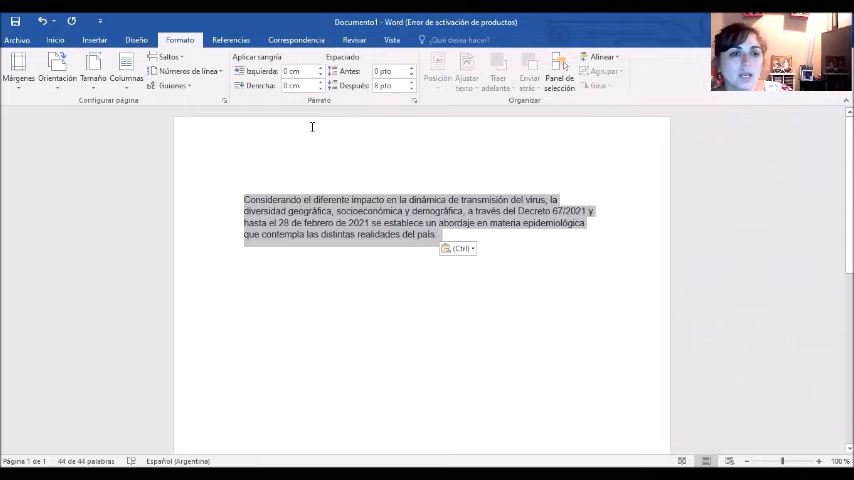 Documento1 - Word (Error de activación de productos)
Archivo Inicio Insertar Diseño Formato Referencias Correspondencia Revisar Vista ¿Qué desea hacer?
Márgenes Orientación Tamaño Columnas
Saltos
Números de línea
Guiones
Configurar página
Aplicar sangría Espaciado
Izquierda: 0 cm Antes: 0 pto
Derecha: 0 cm Después: 8 pto
Párrafo
Posición Ajustar texto Traer adelante Enviar atrás Panel de selección
Alinear
Agrupar
Girar
Organizar
Considerando el diferente impacto en la dinámica de transmisión del virus, la
diversidad geográfica, socioeconómica y demográfica, a través del Decreto 67/2021 y
hasta el 28 de febrero de 2021 se establece un abordaje en materia epidemiológica
que contempla las distintas realidades del país.
(Ctrl)
Página 1 de 1 44 de 44 palabras Español (Argentina) 100 %